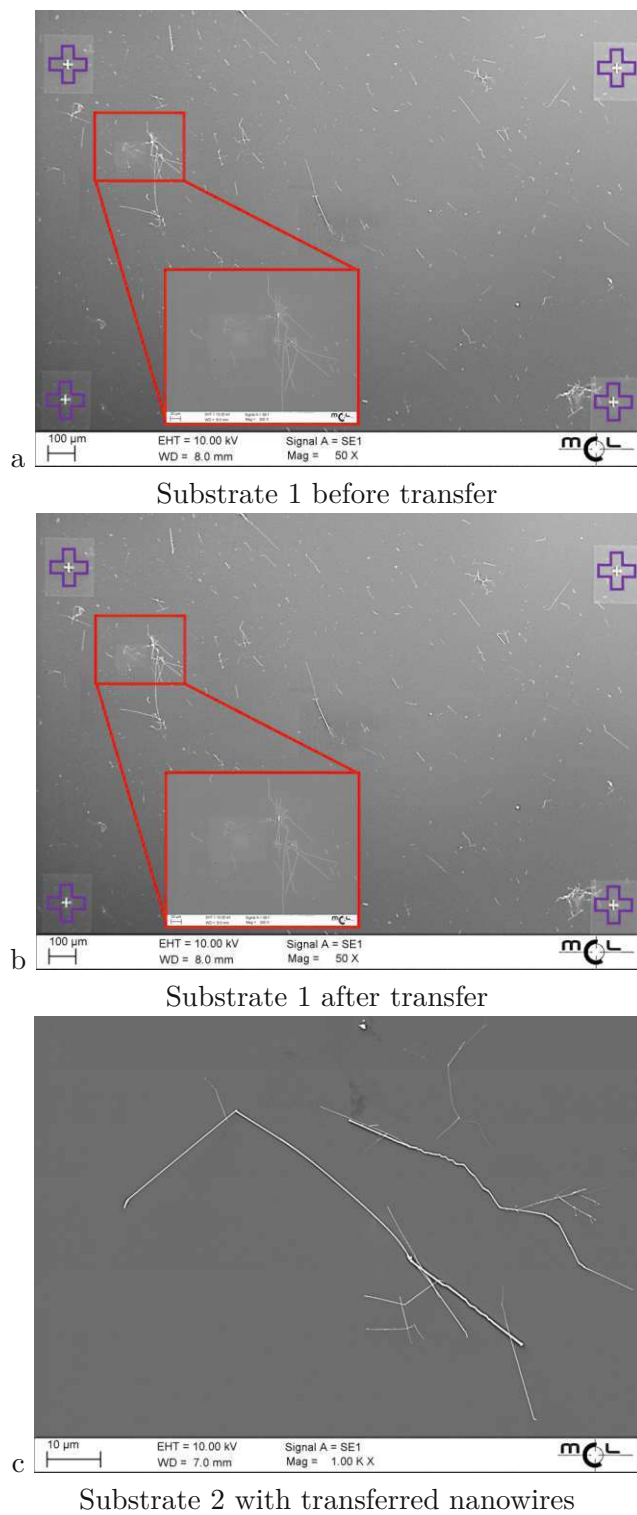 100 µm
EHT = 10.00 kV
Signal A = SE1
WD = 8.0 mm
Mag = 50 X
a
Substrate 1 before transfer
100 µm
EHT = 10.00 kV
Signal A = SE1
WD = 8.0 mm
Mag = 50 X
b
Substrate 1 after transfer
10 µm
EHT = 10.00 kV
Signal A = SE1
WD = 7.0 mm
Mag = 1.00 K X
c
Substrate 2 with transferred nanowires